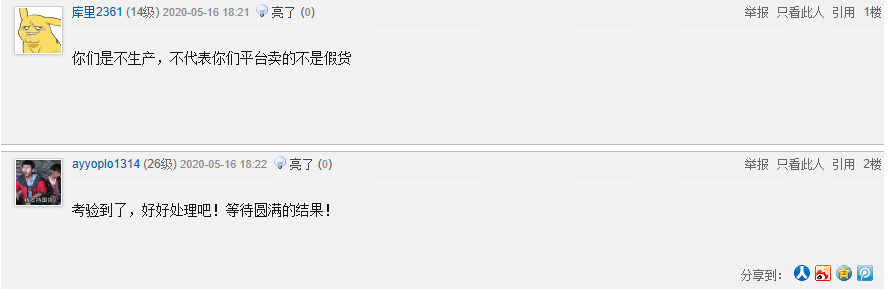 库里2361 (14级) 2020-05-16 18:21 亮了 (0) 举报 只看此人 引用 1楼
你们是不生产，不代表你们平台卖的不是假货
ayyoplo1314 (26级) 2020-05-16 18:22 亮了 (0) 举报 只看此人 引用 2楼
考验到了，好好处理吧！等待圆满的结果！
分享到：